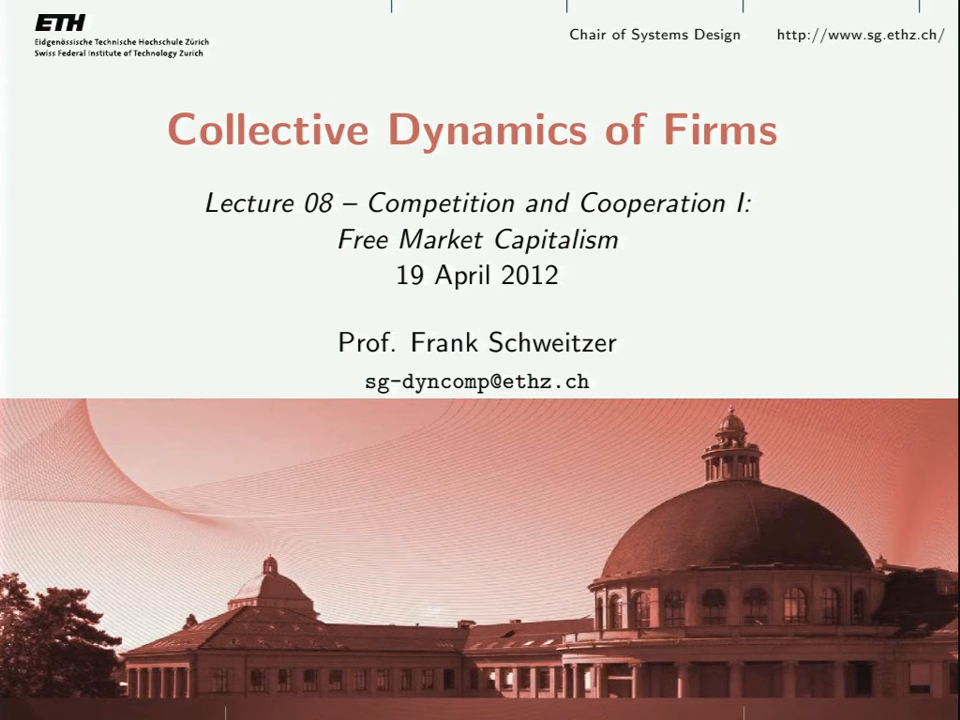 ETH
Eidgenössische Technische Hochschule Zürich
Swiss Federal Institute of Technology Zurich
Chair of Systems Design http://www.sg.ethz.ch/
Collective Dynamics of Firms
Lecture 08 – Competition and Cooperation I:
Free Market Capitalism
19 April 2012
Prof. Frank Schweitzer
sg-dyncomp@ethz.ch